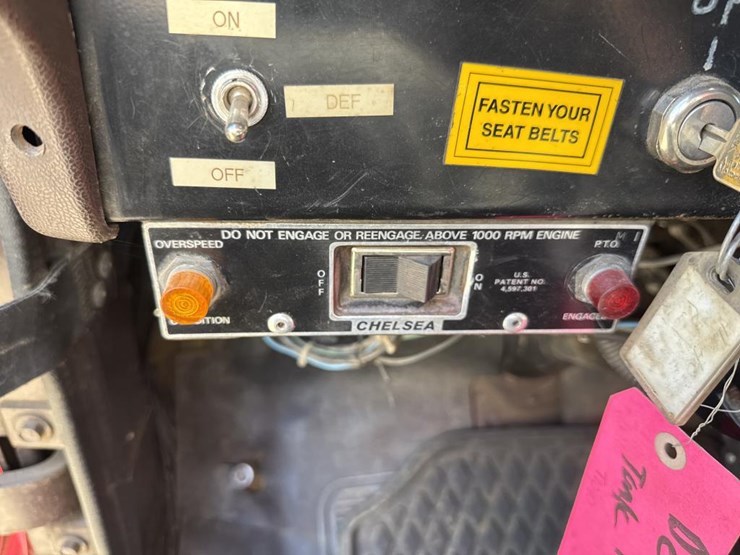 ON
DEF
OFF
FASTEN YOUR
SEAT BELTS
DO NOT ENGAGE OR REENGAGE ABOVE 1000 RPM ENGINE
OVERSPEED
P.T.O
OFF
ON
U.S.
PATENT NO.
4,597,301
CHELSEA